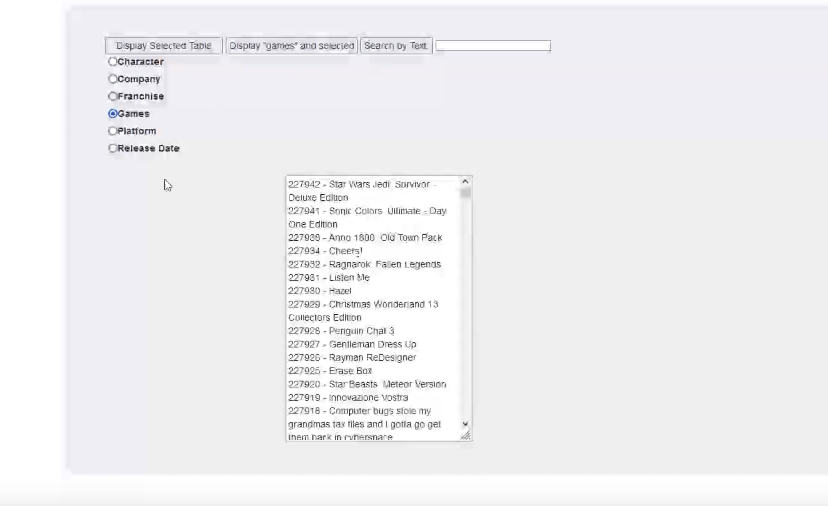 Display Selected Table Display "games" and selected Search by Text
Character
Company
Franchise
Games
Platform
Release Date
227942 - Star Wars Jedi Survivor -
Deluxe Edition
227941 - Sonic Colors Ultimate - Day
One Edition
227938 - Anno 1800 Old Town Pack
227934 - Cheers!
227932 - Ragnarok Fallen Legends
227931 - Listen Me
227930 - Hazel
227929 - Christmas Wonderland 13
Collectors Edition
227928 - Penguin Chat 3
227927 - Gentleman Dress Up
227926 - Rayman ReDesigner
227925 - Erase Box
227920 - Star Beasts Meteor Version
227919 - Innovazione Vostra
227918 - Computer bugs stole my
grandmas tax files and I gotta go get
them back in cyberspace